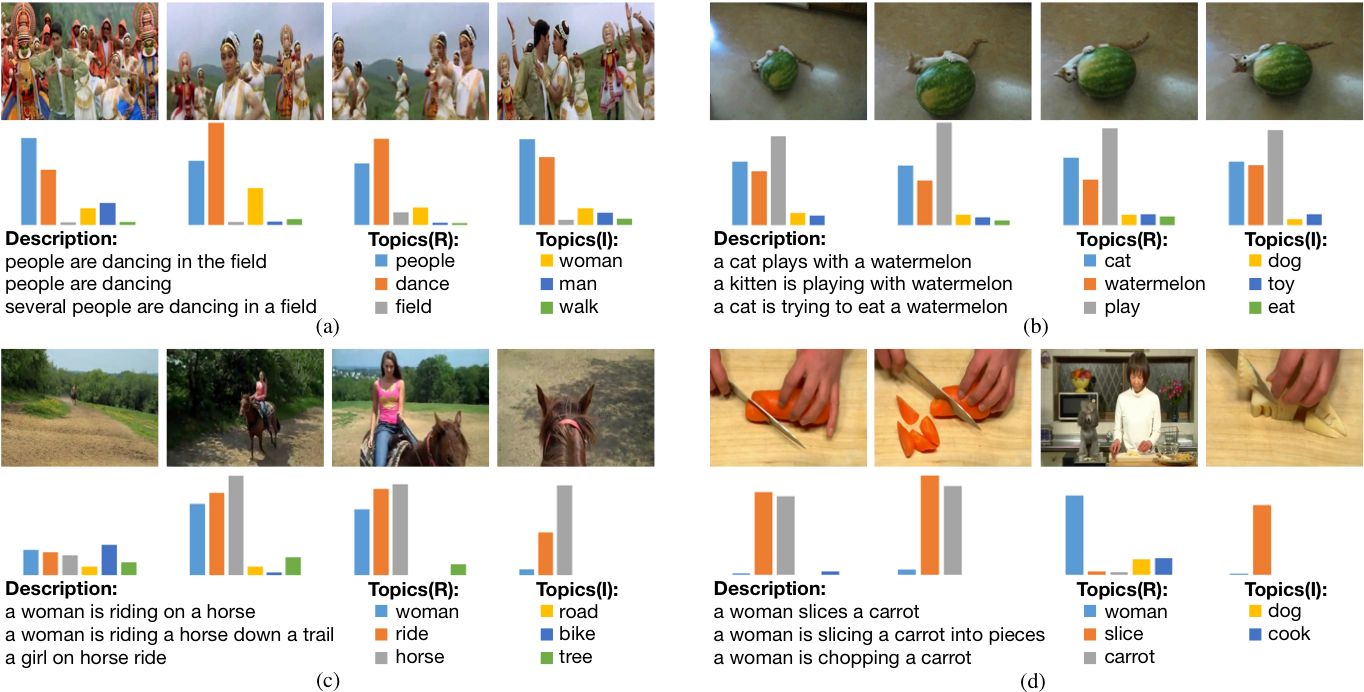 Description:
people are dancing in the field
people are dancing
several people are dancing in a field
Topics(R):
people
dance
field
Topics(I):
woman
man
walk
(a)
Description:
a cat plays with a watermelon
a kitten is playing with watermelon
a cat is trying to eat a watermelon
Topics(R):
cat
watermelon
play
Topics(I):
dog
toy
eat
(b)
Description:
a woman is riding on a horse
a woman is riding a horse down a trail
a girl on horse ride
Topics(R):
woman
ride
horse
Topics(I):
road
bike
tree
(c)
Description:
a woman slices a carrot
a woman is slicing a carrot into pieces
a woman is chopping a carrot
Topics(R):
woman
slice
carrot
Topics(I):
dog
cook
(d)